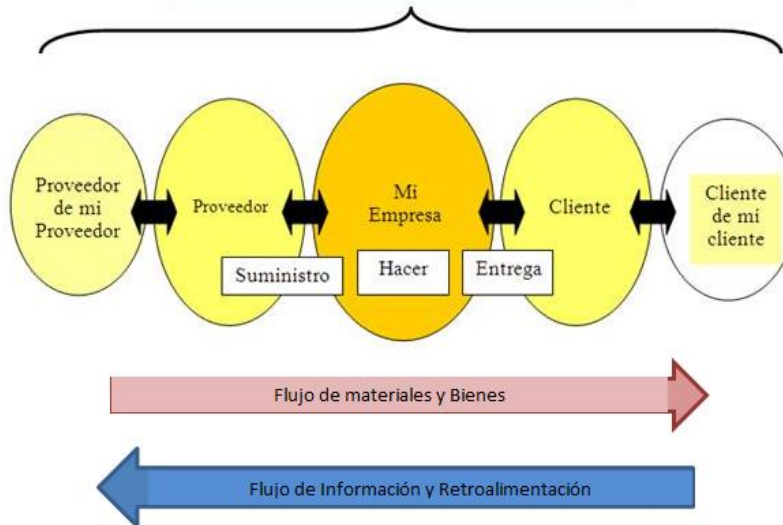 Proveedor
de mi
Proveedor
Proveedor
Mi
Empresa
Cliente
Cliente
de mi
cliente
Suministro
Hacer
Entrega
Flujo de materiales y Bienes
Flujo de Información y Retroalimentación